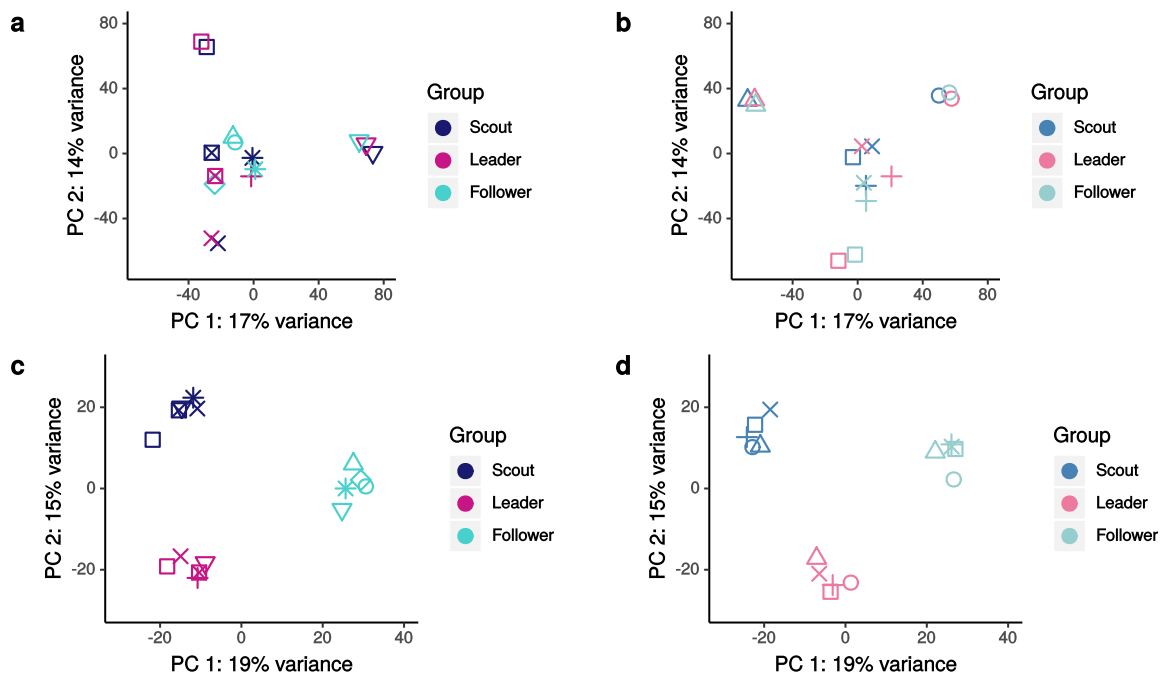 a
80
40
0
-40
PC 2: 14% variance
-40
0
40
80
PC 1: 17% variance
Group
Scout
Leader
Follower
b
80
40
0
-40
PC 2: 14% variance
-40
0
40
80
PC 1: 17% variance
Group
Scout
Leader
Follower
c
20
0
-20
PC 2: 15% variance
-20
0
20
40
PC 1: 19% variance
Group
Scout
Leader
Follower
d
20
0
-20
PC 2: 15% variance
-20
0
20
40
PC 1: 19% variance
Group
Scout
Leader
Follower